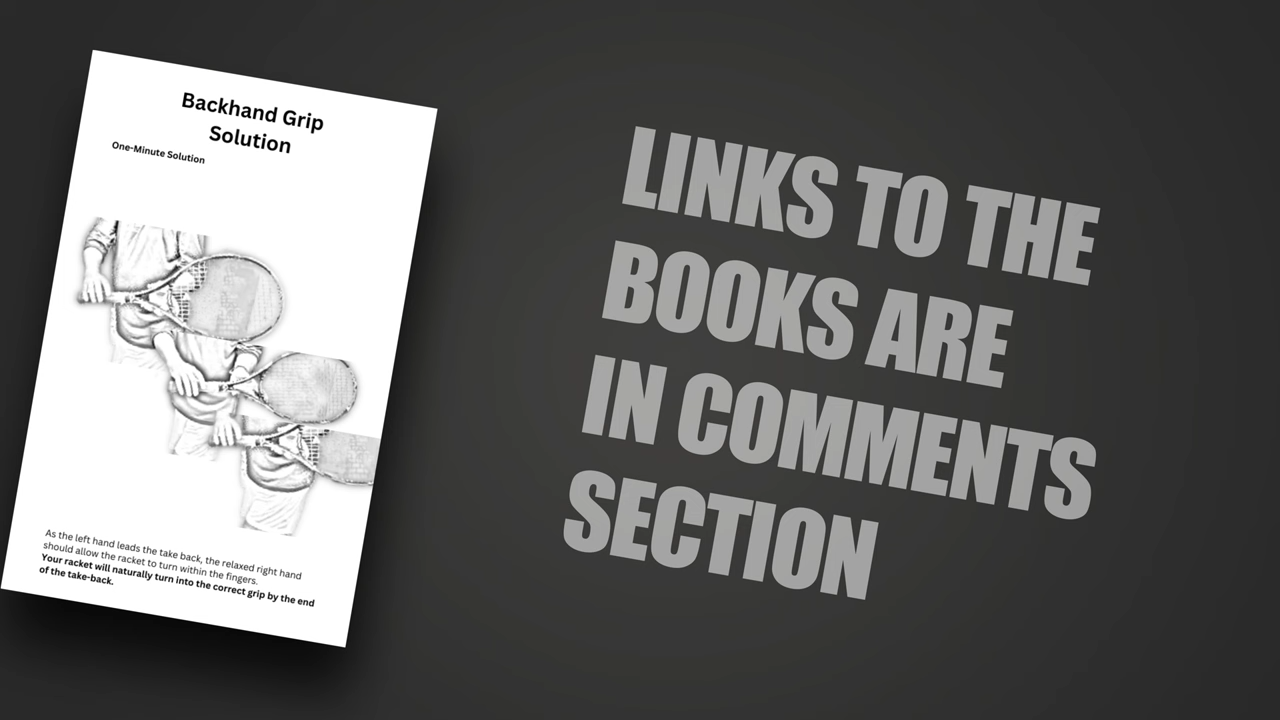 Backhand Grip
Solution
One-Minute Solution
As the left hand leads the take back, the relaxed right hand
should allow the racket to turn within the fingers.
Your racket will naturally turn into the correct grip by the end
of the take-back.
LINKS TO THE
BOOKS ARE
IN COMMENTS
SECTION